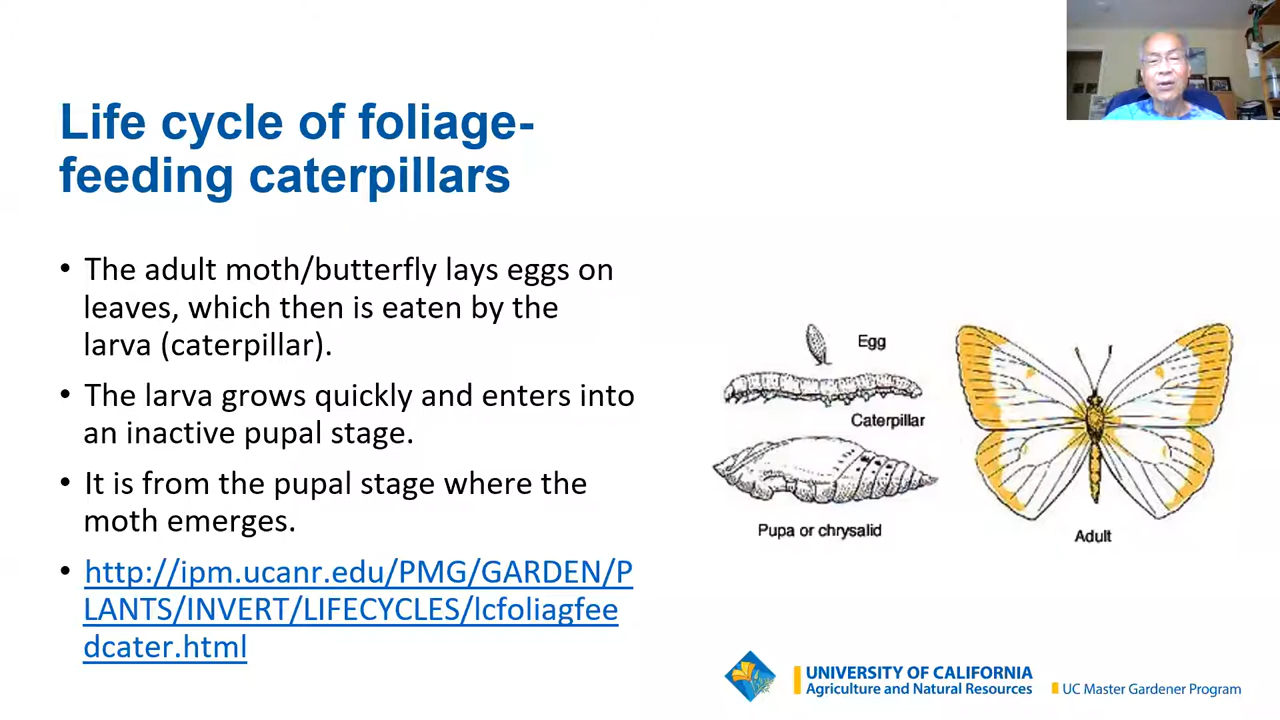 Life cycle of foliage-
feeding caterpillars
• The adult moth/butterfly lays eggs on
leaves, which then is eaten by the
larva (caterpillar).
• The larva grows quickly and enters into
an inactive pupal stage.
• It is from the pupal stage where the
moth emerges.
• http://ipm.ucanr.edu/PMG/GARDEN/P
LANTS/INVERT/LIFECYCLES/lcfoliagfee
dcater.html
Egg
Caterpillar
Pupa or chrysalid
Adult
UNIVERSITY OF CALIFORNIA
Agriculture and Natural Resources
UC Master Gardener Program